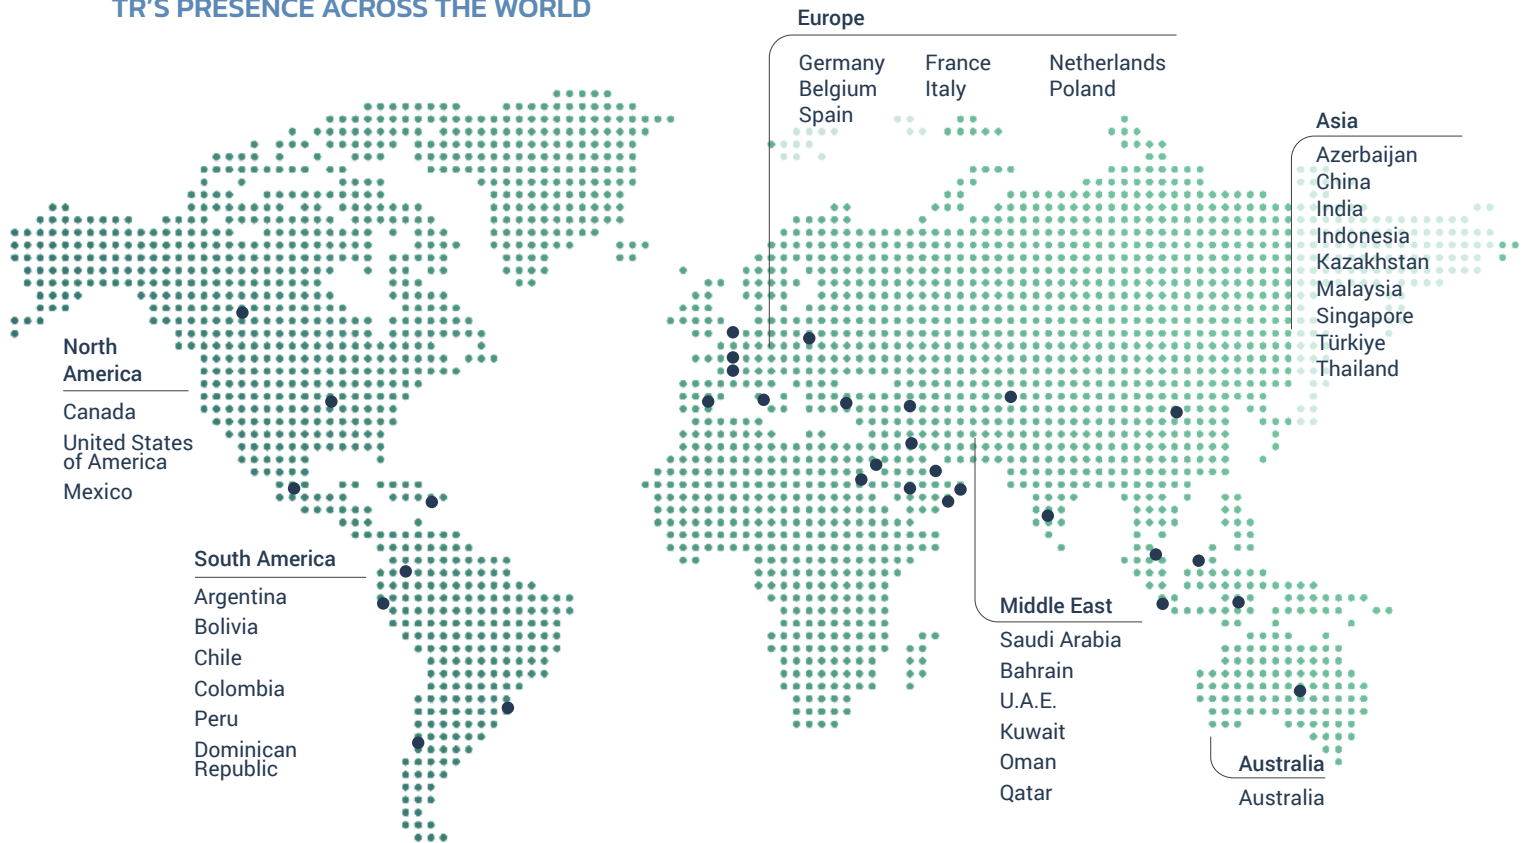 TR'S PRESENCE ACROSS THE WORLD
Europe
Germany
Belgium
Spain
France
Italy
Netherlands
Poland
Asia
Azerbaijan
China
India
Indonesia
Kazakhstan
Malaysia
Singapore
Türkiye
Thailand
North
America
Canada
United States
of America
Mexico
South America
Argentina
Bolivia
Chile
Colombia
Peru
Dominican
Republic
Middle East
Saudi Arabia
Bahrain
U.A.E.
Kuwait
Oman
Qatar
Australia
Australia